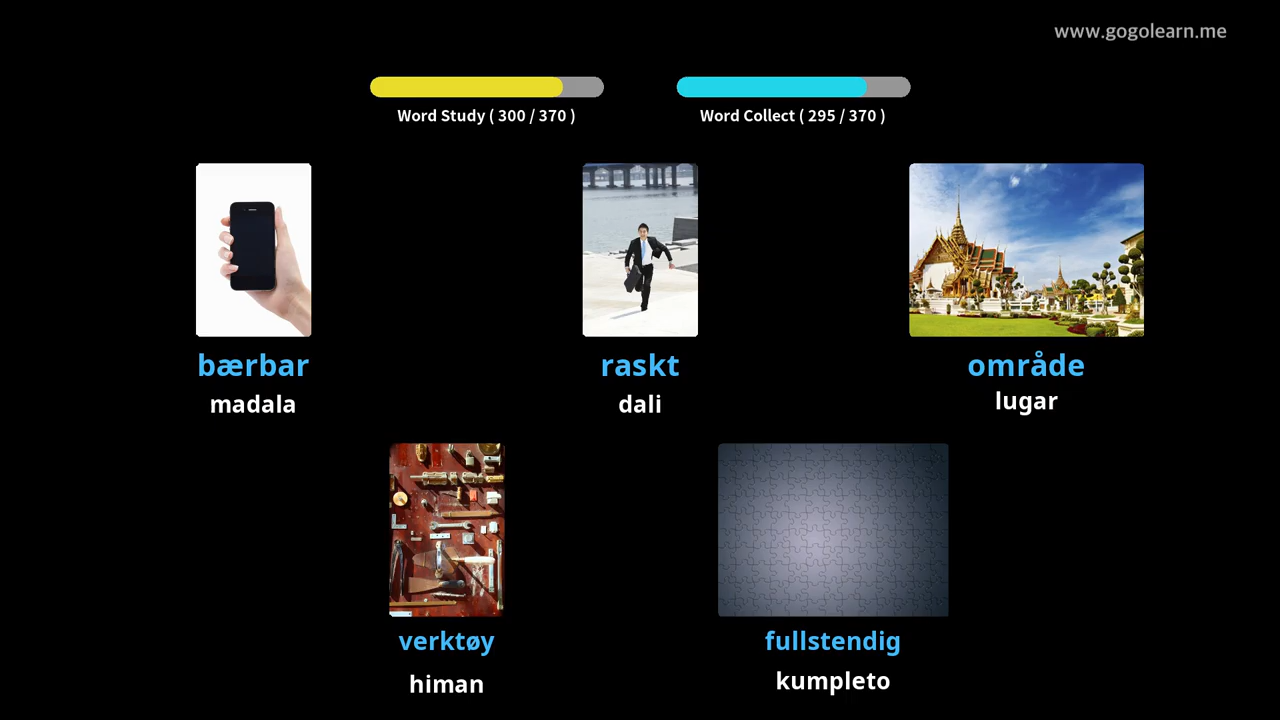 www.gogolearn.me
Word Study ( 300 / 370 )
Word Collect ( 295 / 370 )
bærbar
madala
raskt
dali
område
lugar
verktøy
himan
fullstendig
kumpleto